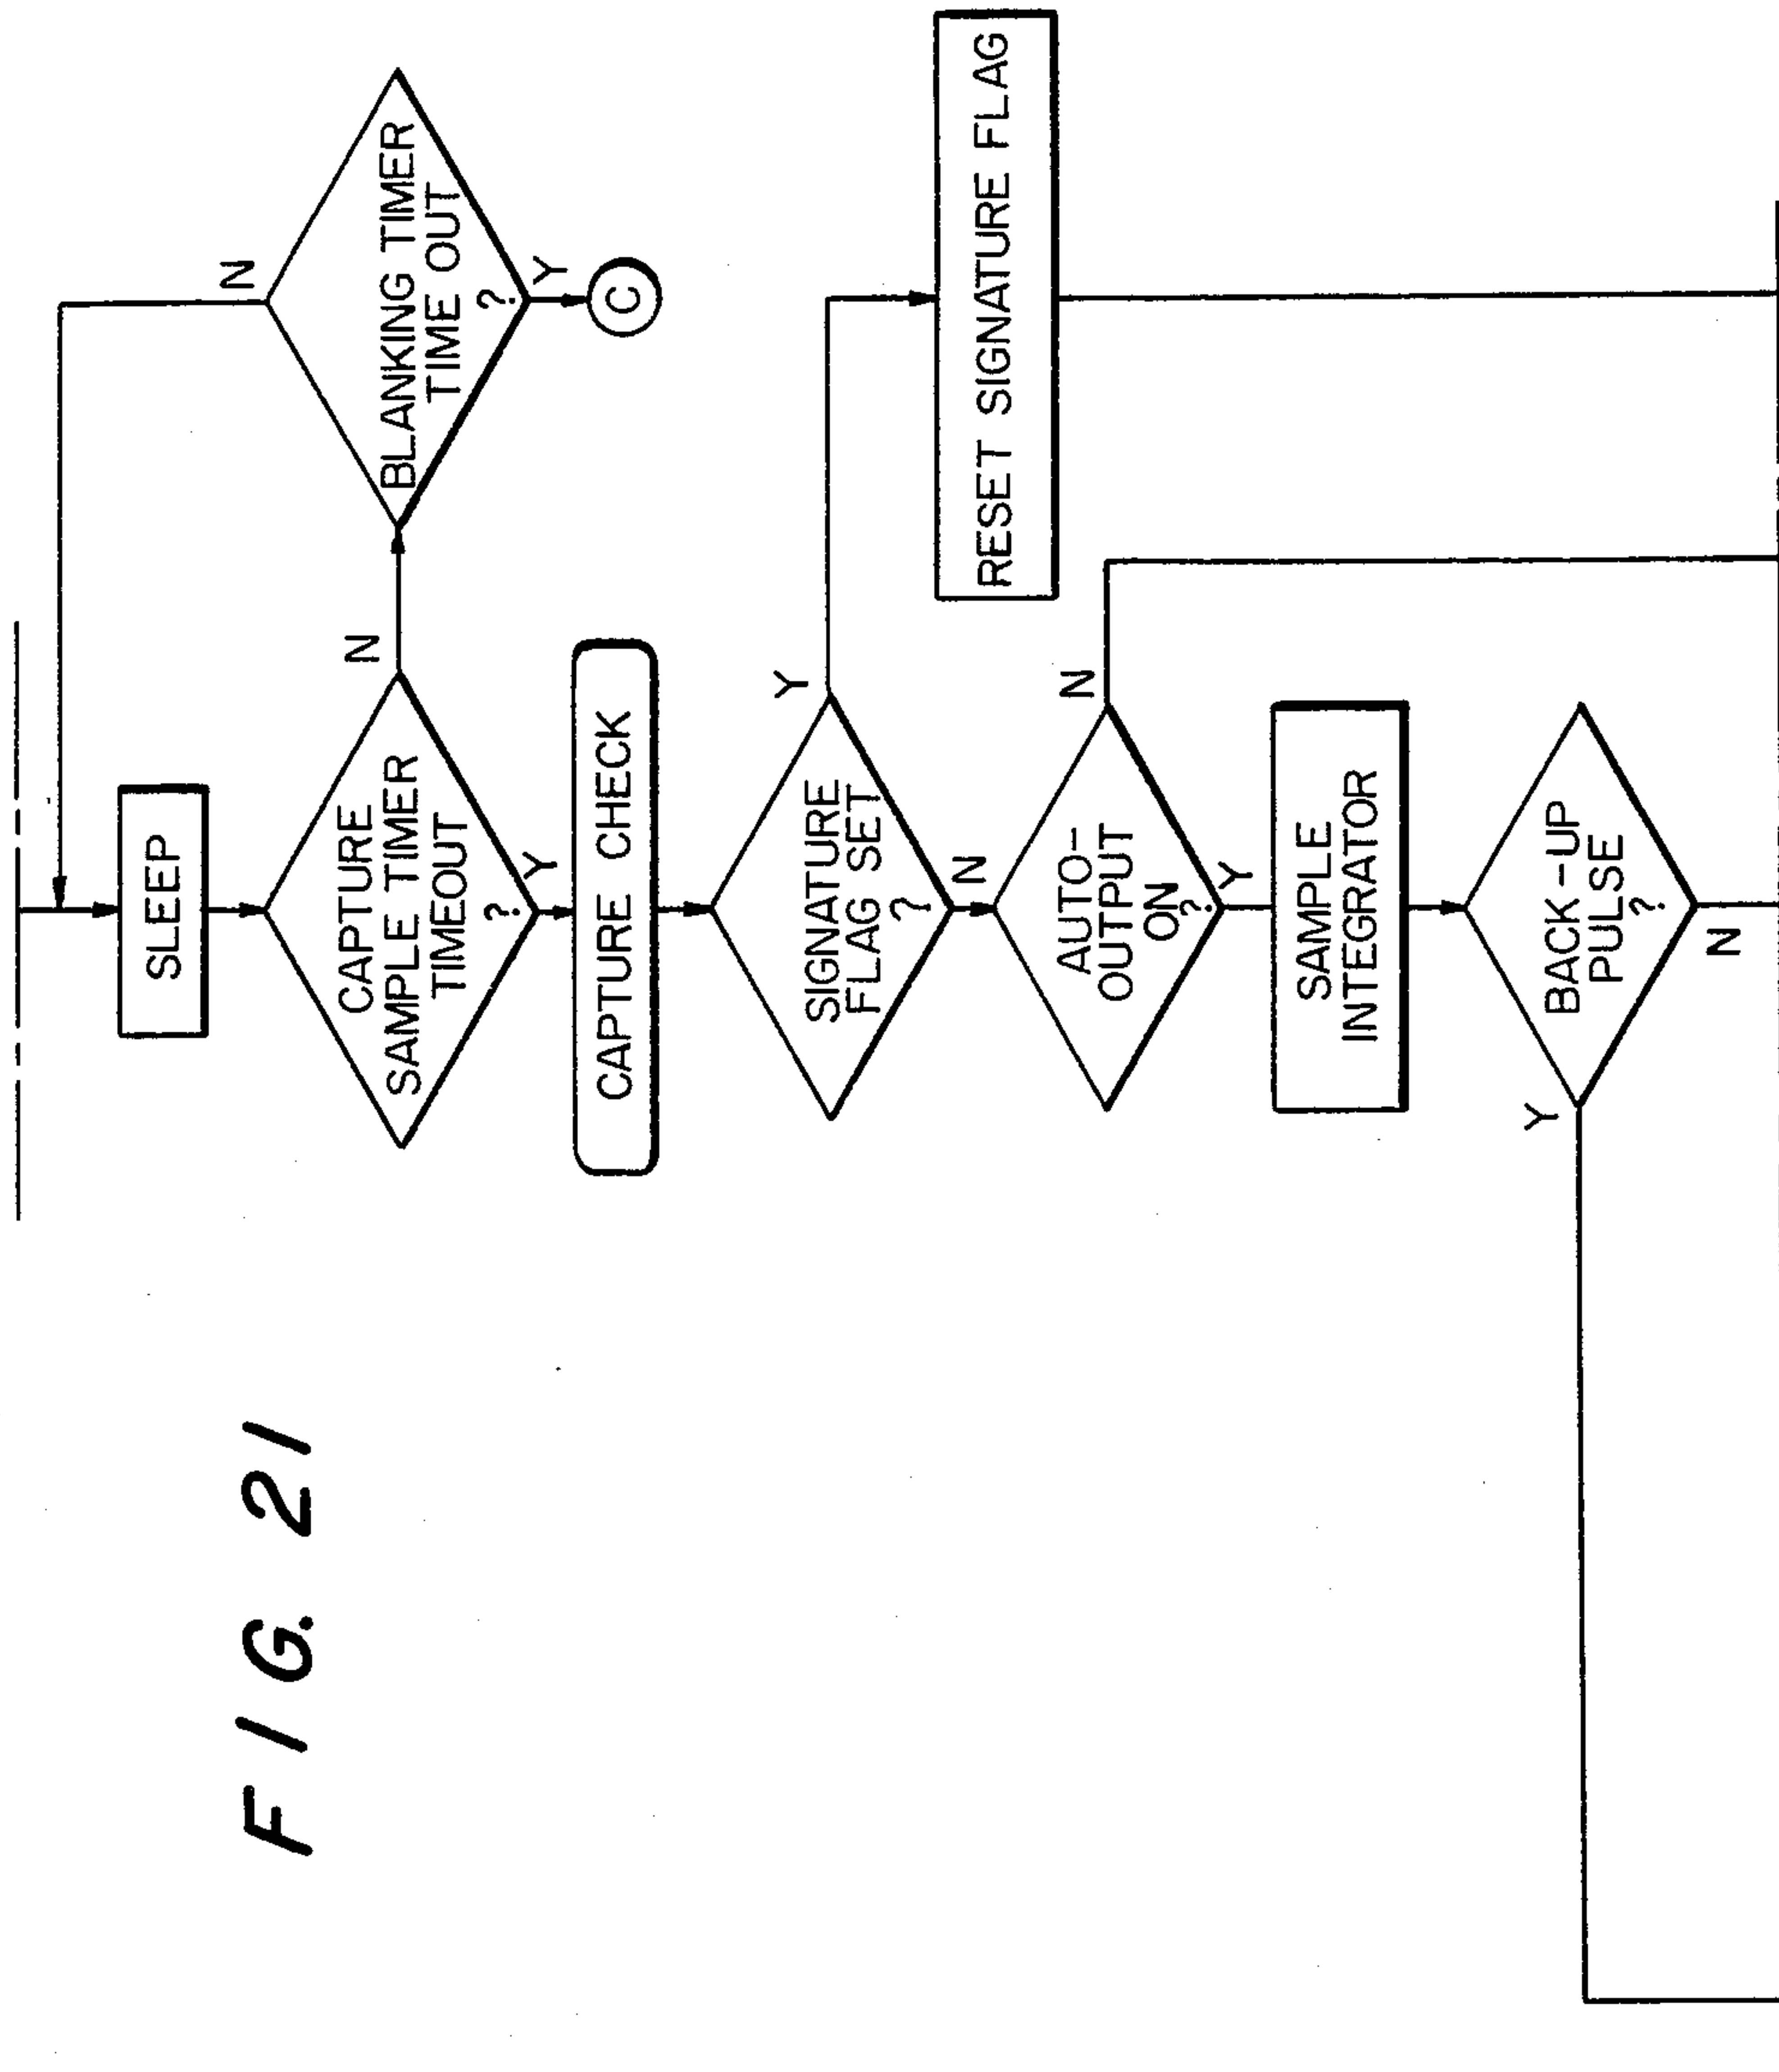 FIG. 21
SLEEP
CAPTURE
SAMPLE TIMER
TIMEOUT
?
N
Y
BLANKING TIMER
TIME OUT
?
N
Y
C
CAPTURE CHECK
SIGNATURE
FLAG SET
?
Y
N
RESET SIGNATURE FLAG
AUTO-
OUTPUT
ON
?
N
Y
SAMPLE
INTEGRATOR
BACK-UP
PULSE
?
Y
N